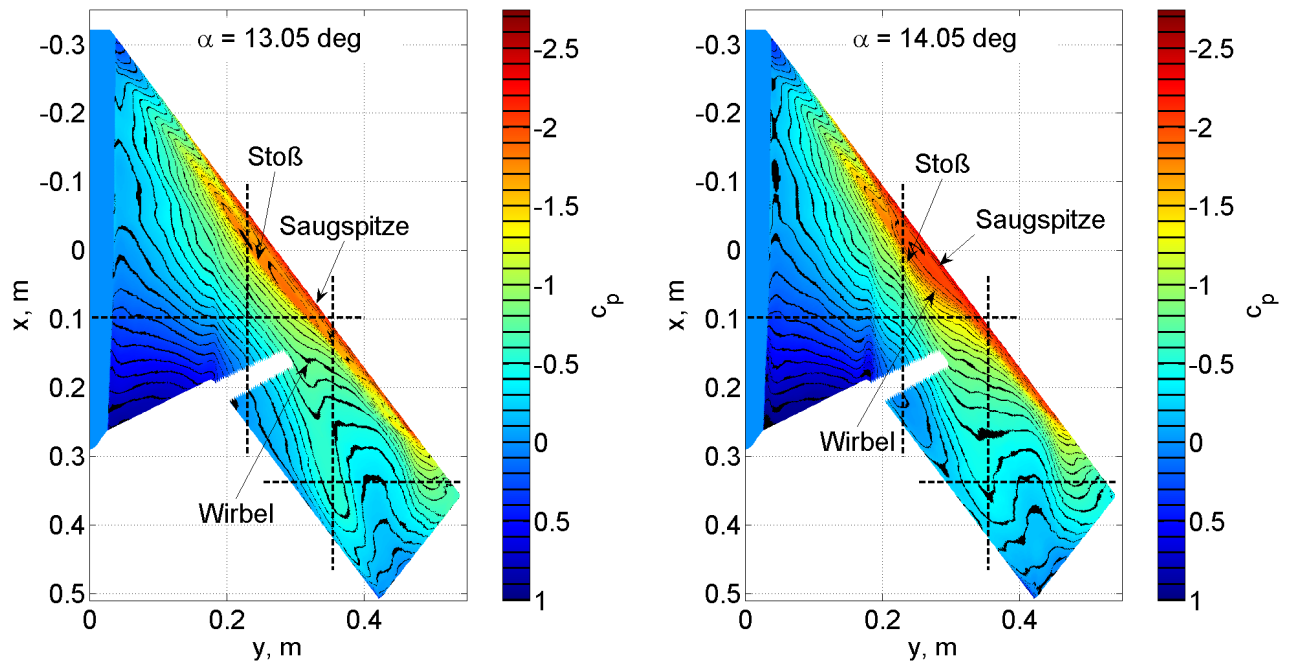 α = 13.05 deg
-0.3
-0.2
-0.1
0
0.1
0.2
0.3
0.4
0.5
x, m
0
0.2
0.4
y, m
Stoß
Saugspitze
Wirbel
-2.5
-2
-1.5
-1
-0.5
0
0.5
1
c_p
α = 14.05 deg
-0.3
-0.2
-0.1
0
0.1
0.2
0.3
0.4
0.5
x, m
0
0.2
0.4
y, m
Stoß
Saugspitze
Wirbel
-2.5
-2
-1.5
-1
-0.5
0
0.5
1
c_p